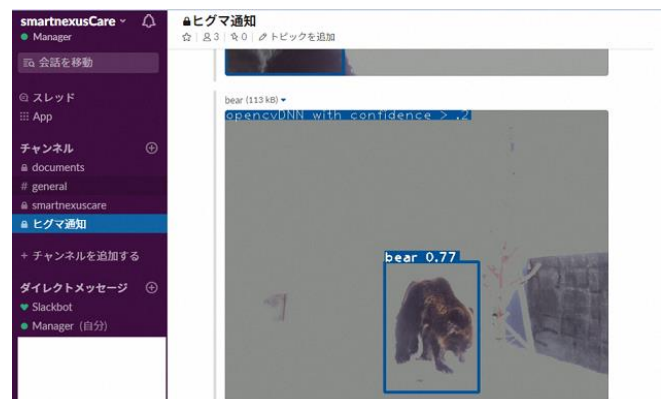 smartnexusCare
Manager
会話を移動
スレッド
App
チャンネル
documents
# general
smartnexuscare
ヒグマ通知
+ チャンネルを追加する
ダイレクトメッセージ
Slackbot
Manager (自分)
ヒグマ通知
3
0
トピックを追加
bear (113 kB)
opencvDNN with confidence > .2
bear 0.77